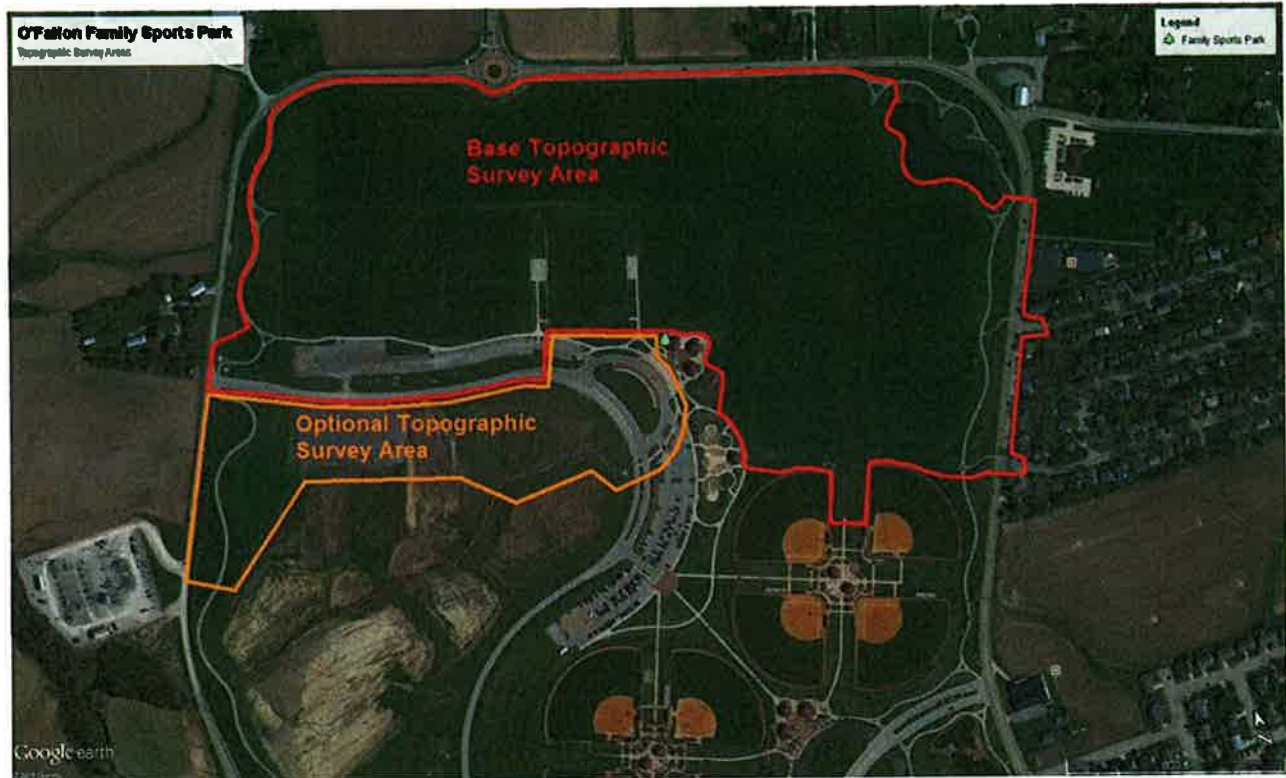 O'Fallon Family Sports Park
Topographic Survey Areas
Legend
Family Sports Park
Base Topographic
Survey Area
Optional Topographic
Survey Area
Google earth